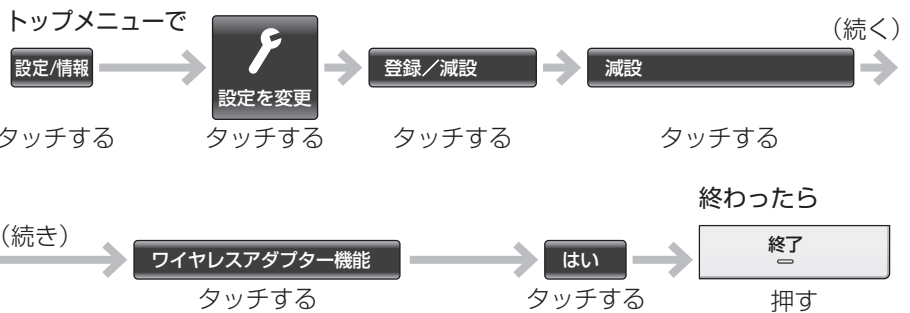 トップメニューで
(続く)
設定/情報
設定を変更
登録／減設
減設
タッチする
タッチする
タッチする
タッチする
終わったら
(続き)
ワイヤレスアダプター機能
はい
終了
タッチする
タッチする
押す